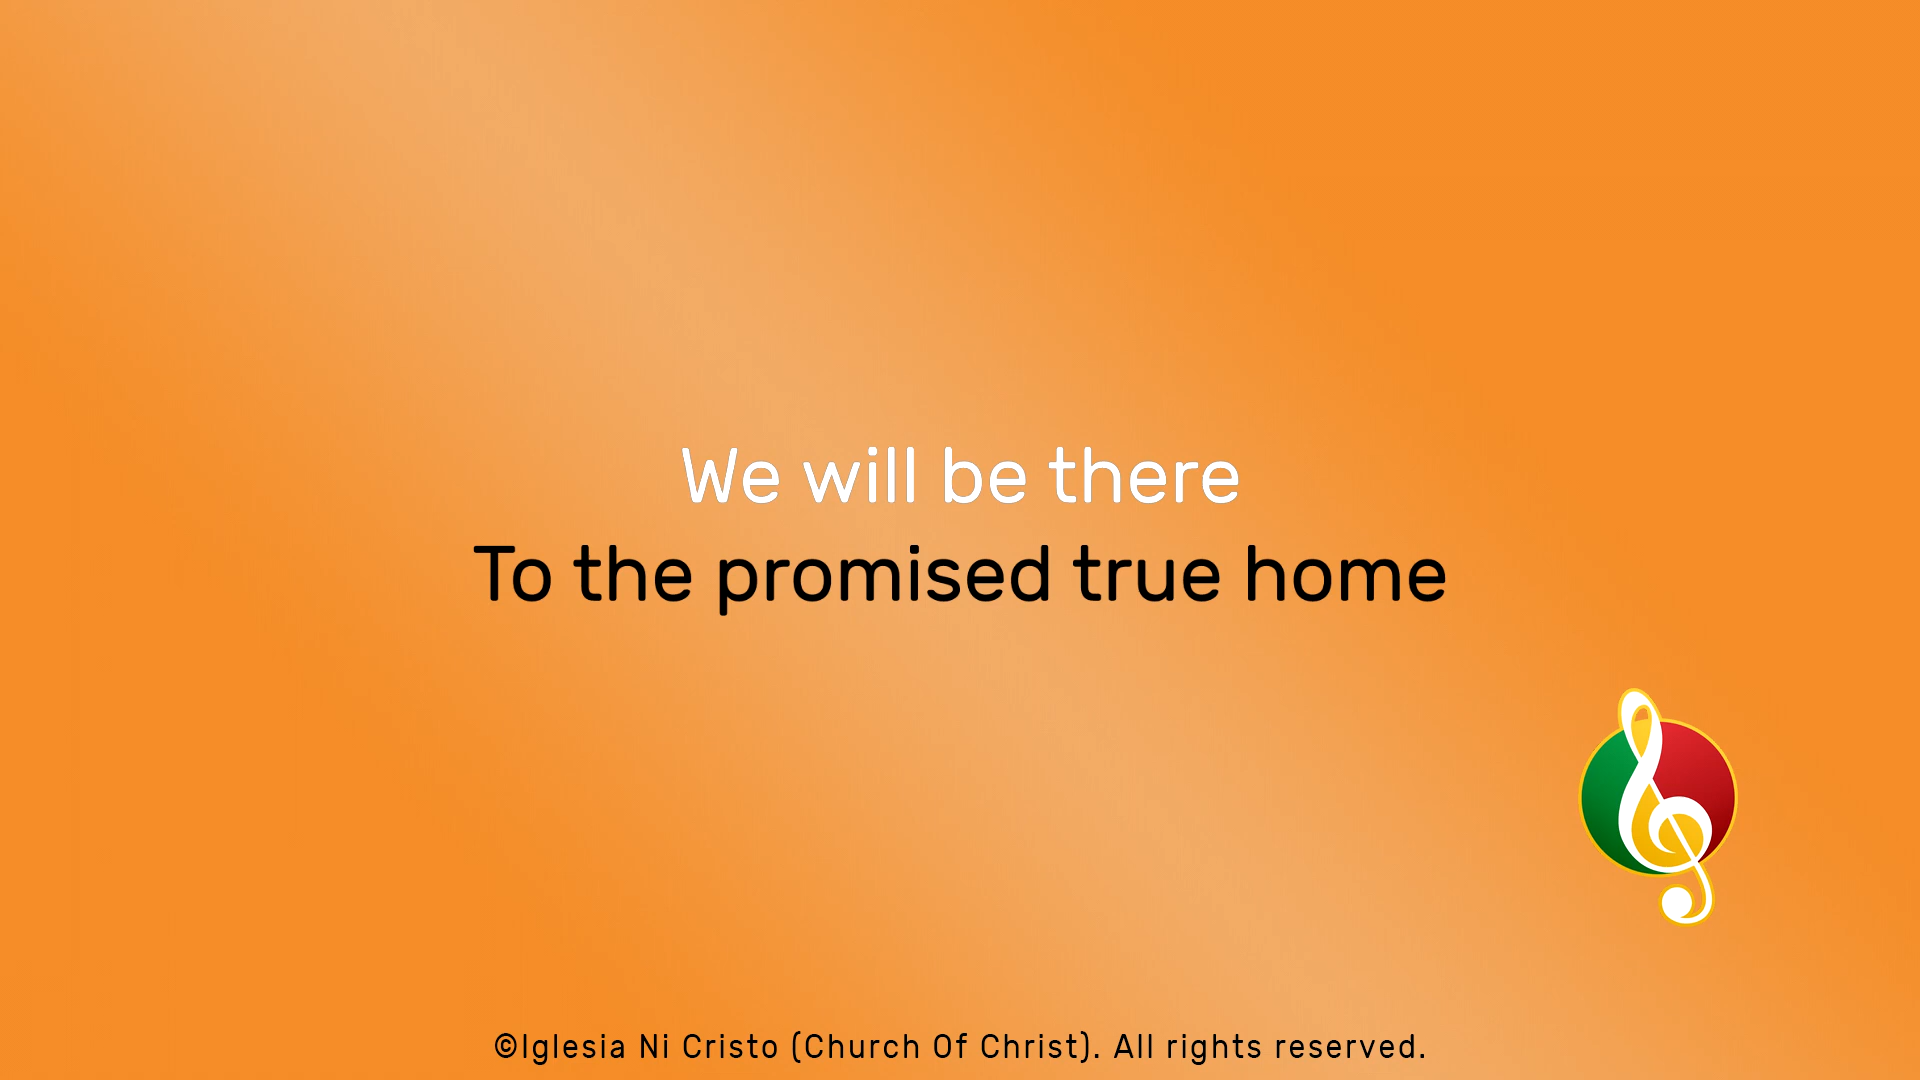 We will be there
To the promised true home
©Iglesia Ni Cristo (Church Of Christ). All rights reserved.